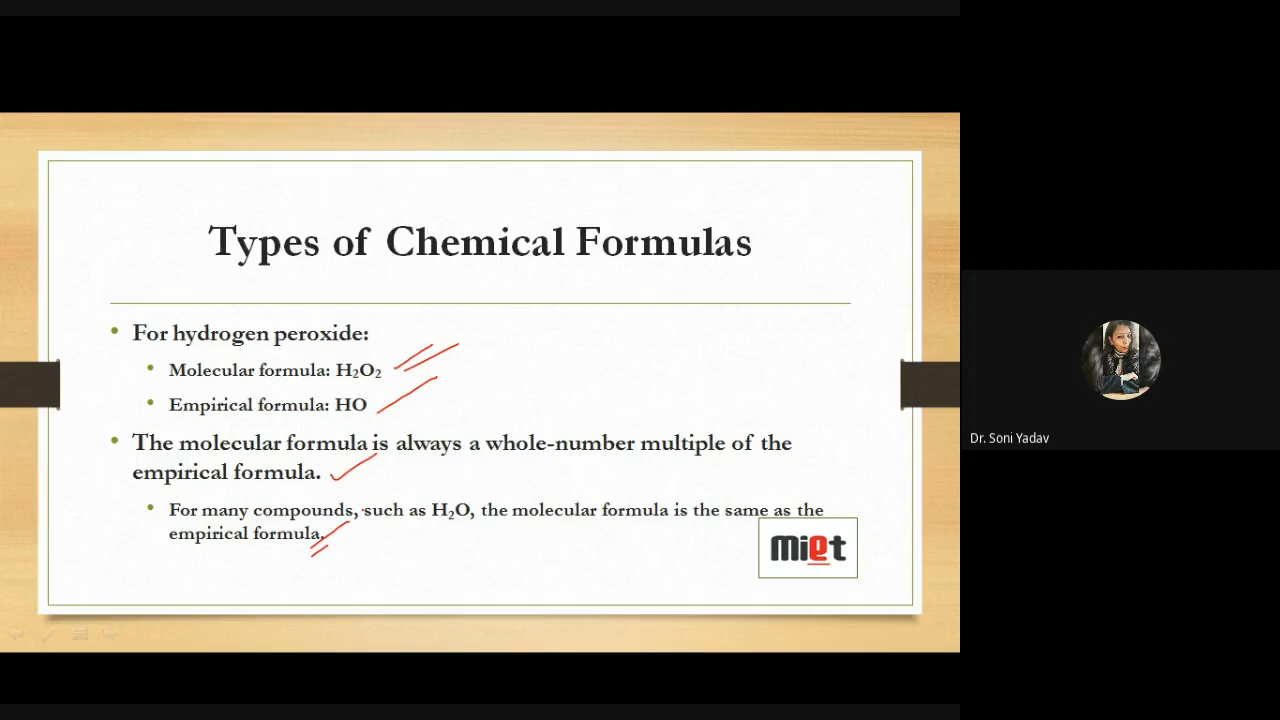 Types of Chemical Formulas
• For hydrogen peroxide:
• Molecular formula: H₂O₂
• Empirical formula: HO
• The molecular formula is always a whole-number multiple of the
empirical formula.
• For many compounds, such as H₂O, the molecular formula is the same as the
empirical formula.
miet
Dr. Soni Yadav